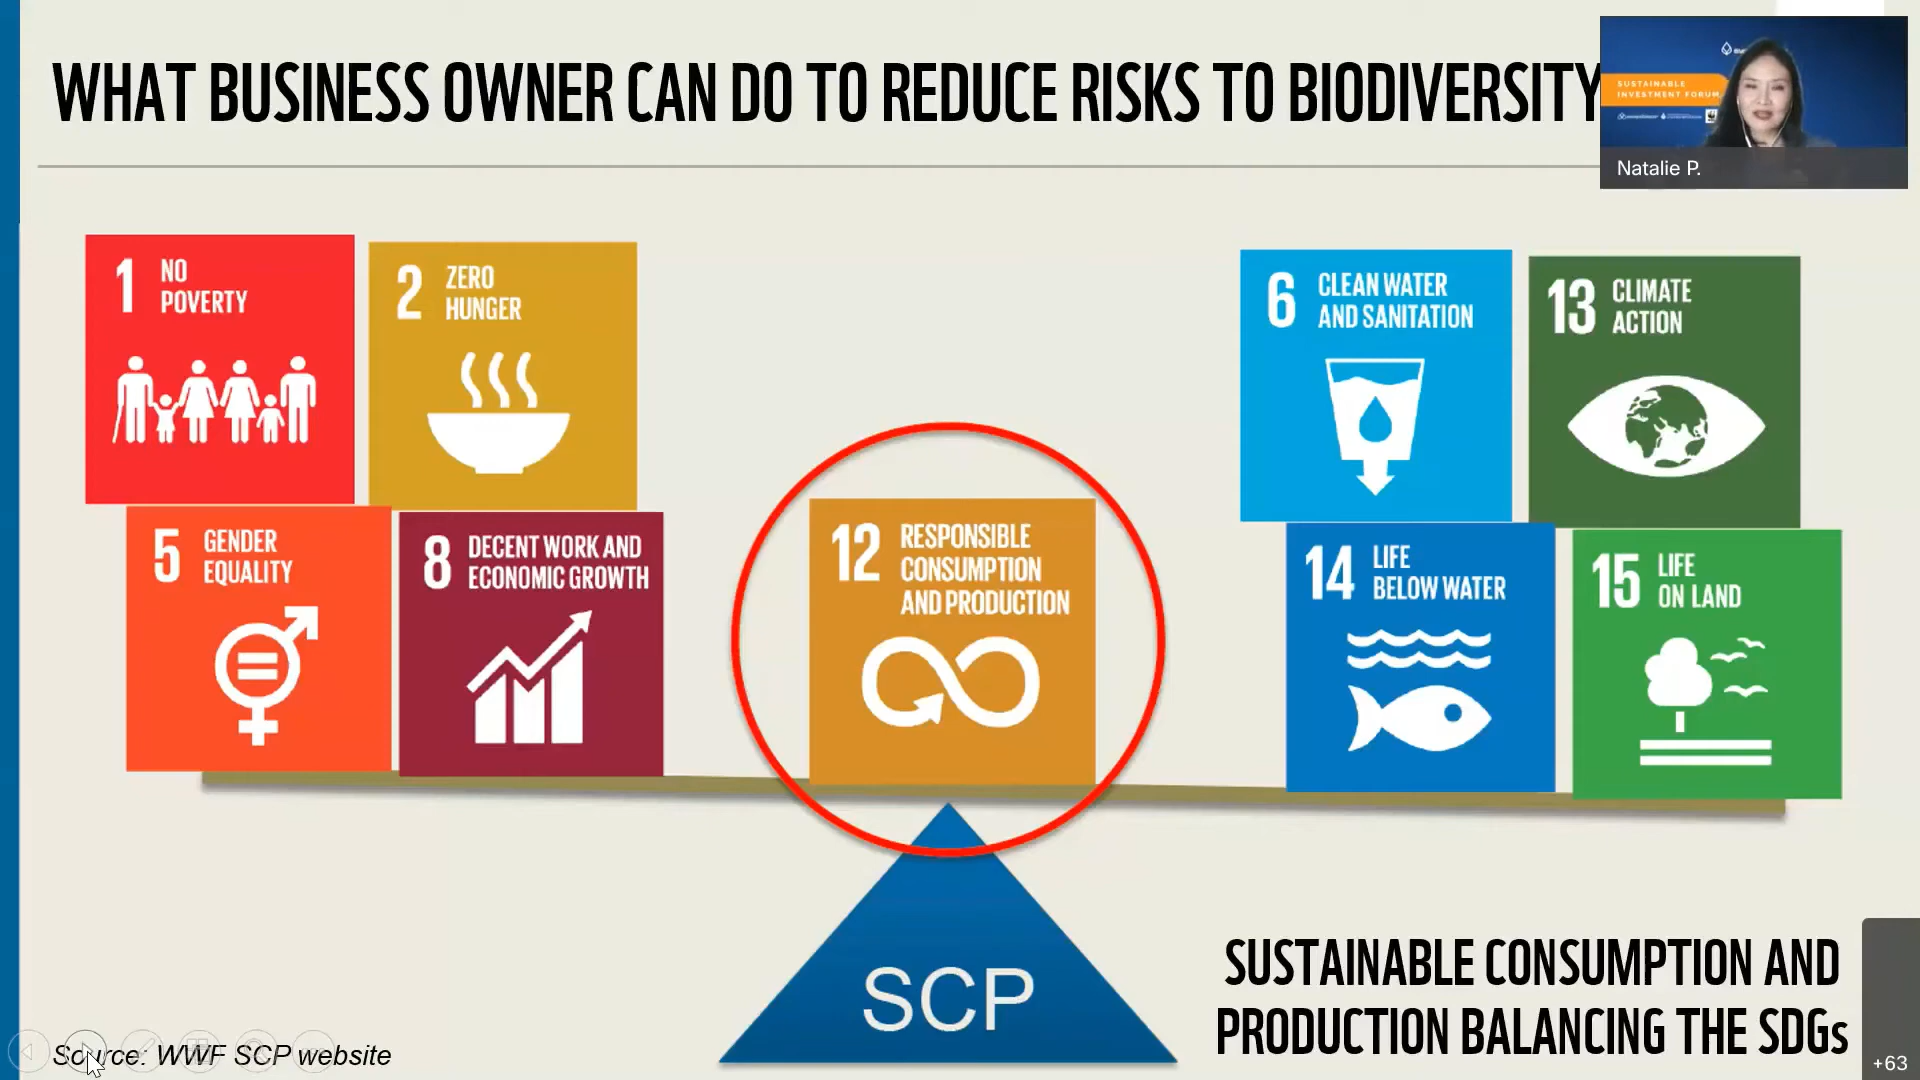 WHAT BUSINESS OWNER CAN DO TO REDUCE RISKS TO BIODIVERSITY
SUSTAINABLE
INVESTMENT FORUM
Natalie P.
1 NO
POVERTY
2 ZERO
HUNGER
5 GENDER
EQUALITY
8 DECENT WORK AND
ECONOMIC GROWTH
12 RESPONSIBLE
CONSUMPTION
AND PRODUCTION
6 CLEAN WATER
AND SANITATION
13 CLIMATE
ACTION
14 LIFE
BELOW WATER
15 LIFE
ON LAND
SCP
SUSTAINABLE CONSUMPTION AND
PRODUCTION BALANCING THE SDGs
Source: WWF SCP website
+63